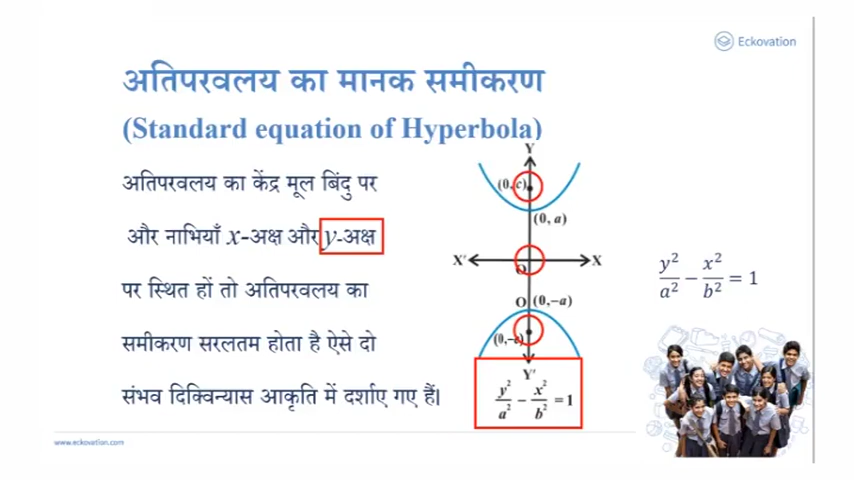 Eckovation
अतिपरवलय का मानक समीकरण
(Standard equation of Hyperbola)
अतिपरवलय का केंद्र मूल बिंदु पर
और नाभियाँ x-अक्ष और y-अक्ष
पर स्थित हों तो अतिपरवलय का
समीकरण सरलतम होता है ऐसे दो
संभव दिक्विन्यास आकृति में दर्शाए गए हैं।
Y
(0, c)
(0, a)
X' O X
O (0,–a)
(0,–c)
Y'
y²/a² – x²/b² = 1
y²/a² − x²/b² = 1
www.eckovation.com